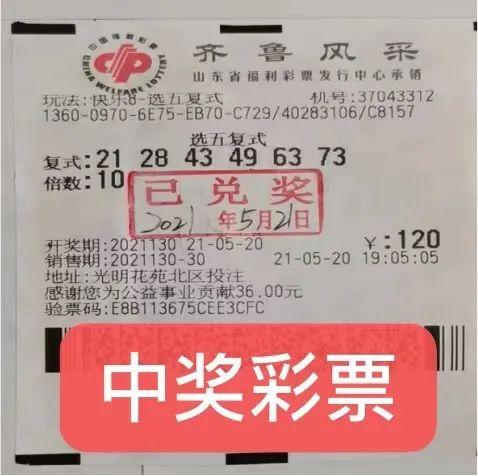 中国福利彩票
CHINA WELFARE LOTTERY
齐鲁风采
山东省福利彩票发行中心承销
玩法:快乐8-选五复式 机号:37043312
1360-0970-6E75-EB70-C729/40283106/C8157
选五复式
复式:21 28 43 49 63 73
倍数:10
已兑奖
2021年5月21日
开奖期:2021130 21-05-20 ¥:120
销售期:2021130-30 21-05-20 19:05:05
地址:光明花苑北区投注
感谢您为公益事业贡献36.00元
验票码:E8B113675CEE3CFC
中奖彩票